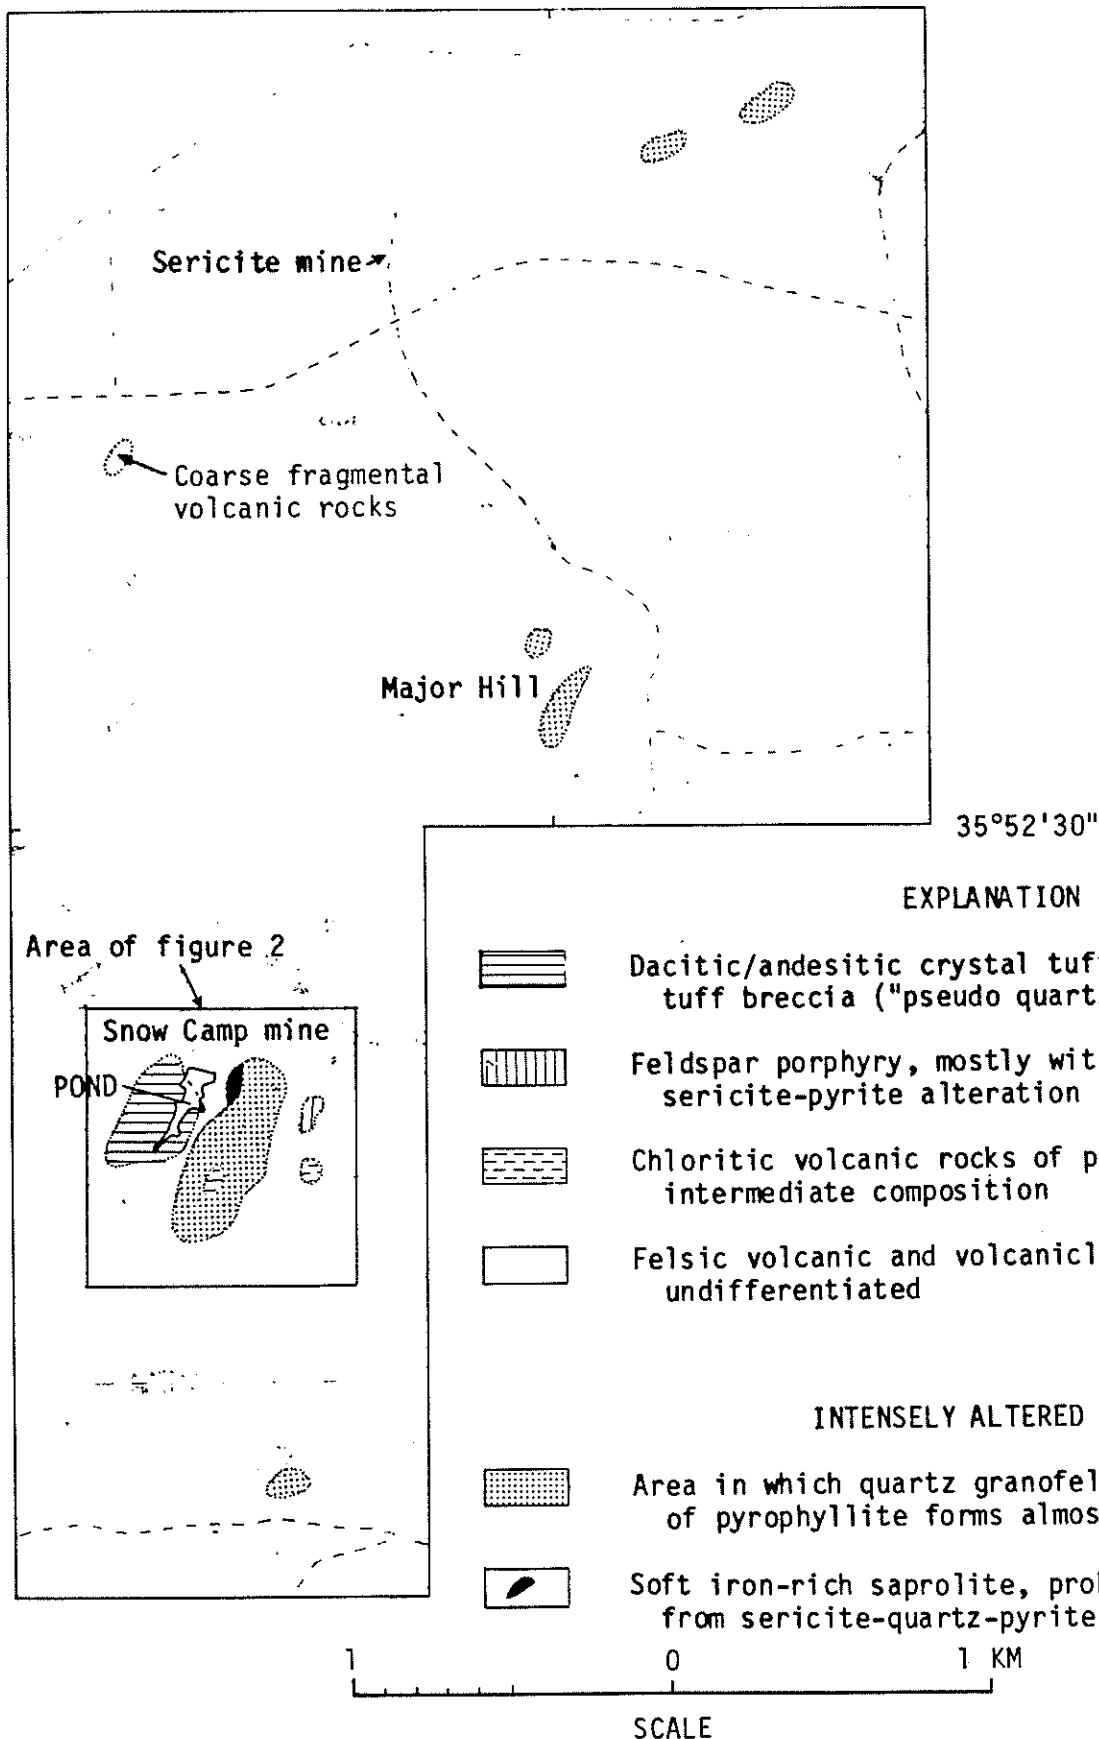 Sericite mine
Coarse fragmental
volcanic rocks
Major Hill
35°52'30"
Area of figure 2
Snow Camp mine
POND
EXPLANATION
Dacitic/andesitic crystal tuf
tuff breccia ("pseudo quart
Feldspar porphyry, mostly wit
sericite-pyrite alteration
Chloritic volcanic rocks of p
intermediate composition
Felsic volcanic and volcanicl
undifferentiated
INTENSELY ALTERED
Area in which quartz granofel
of pyrophyllite forms almos
Soft iron-rich saprolite, pro
from sericite-quartz-pyrite
1 0 1 KM
SCALE